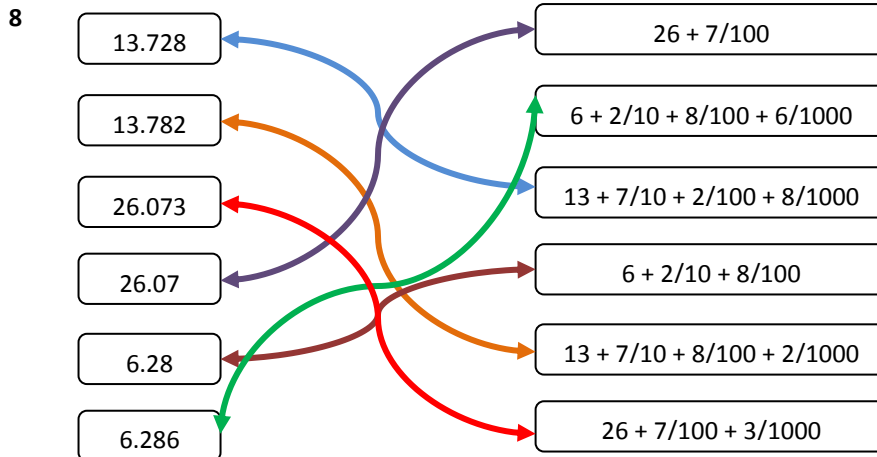 8
13.728
13.782
26.073
26.07
6.28
6.286
26 + 7/100
6 + 2/10 + 8/100 + 6/1000
13 + 7/10 + 2/100 + 8/1000
6 + 2/10 + 8/100
13 + 7/10 + 8/100 + 2/1000
26 + 7/100 + 3/1000